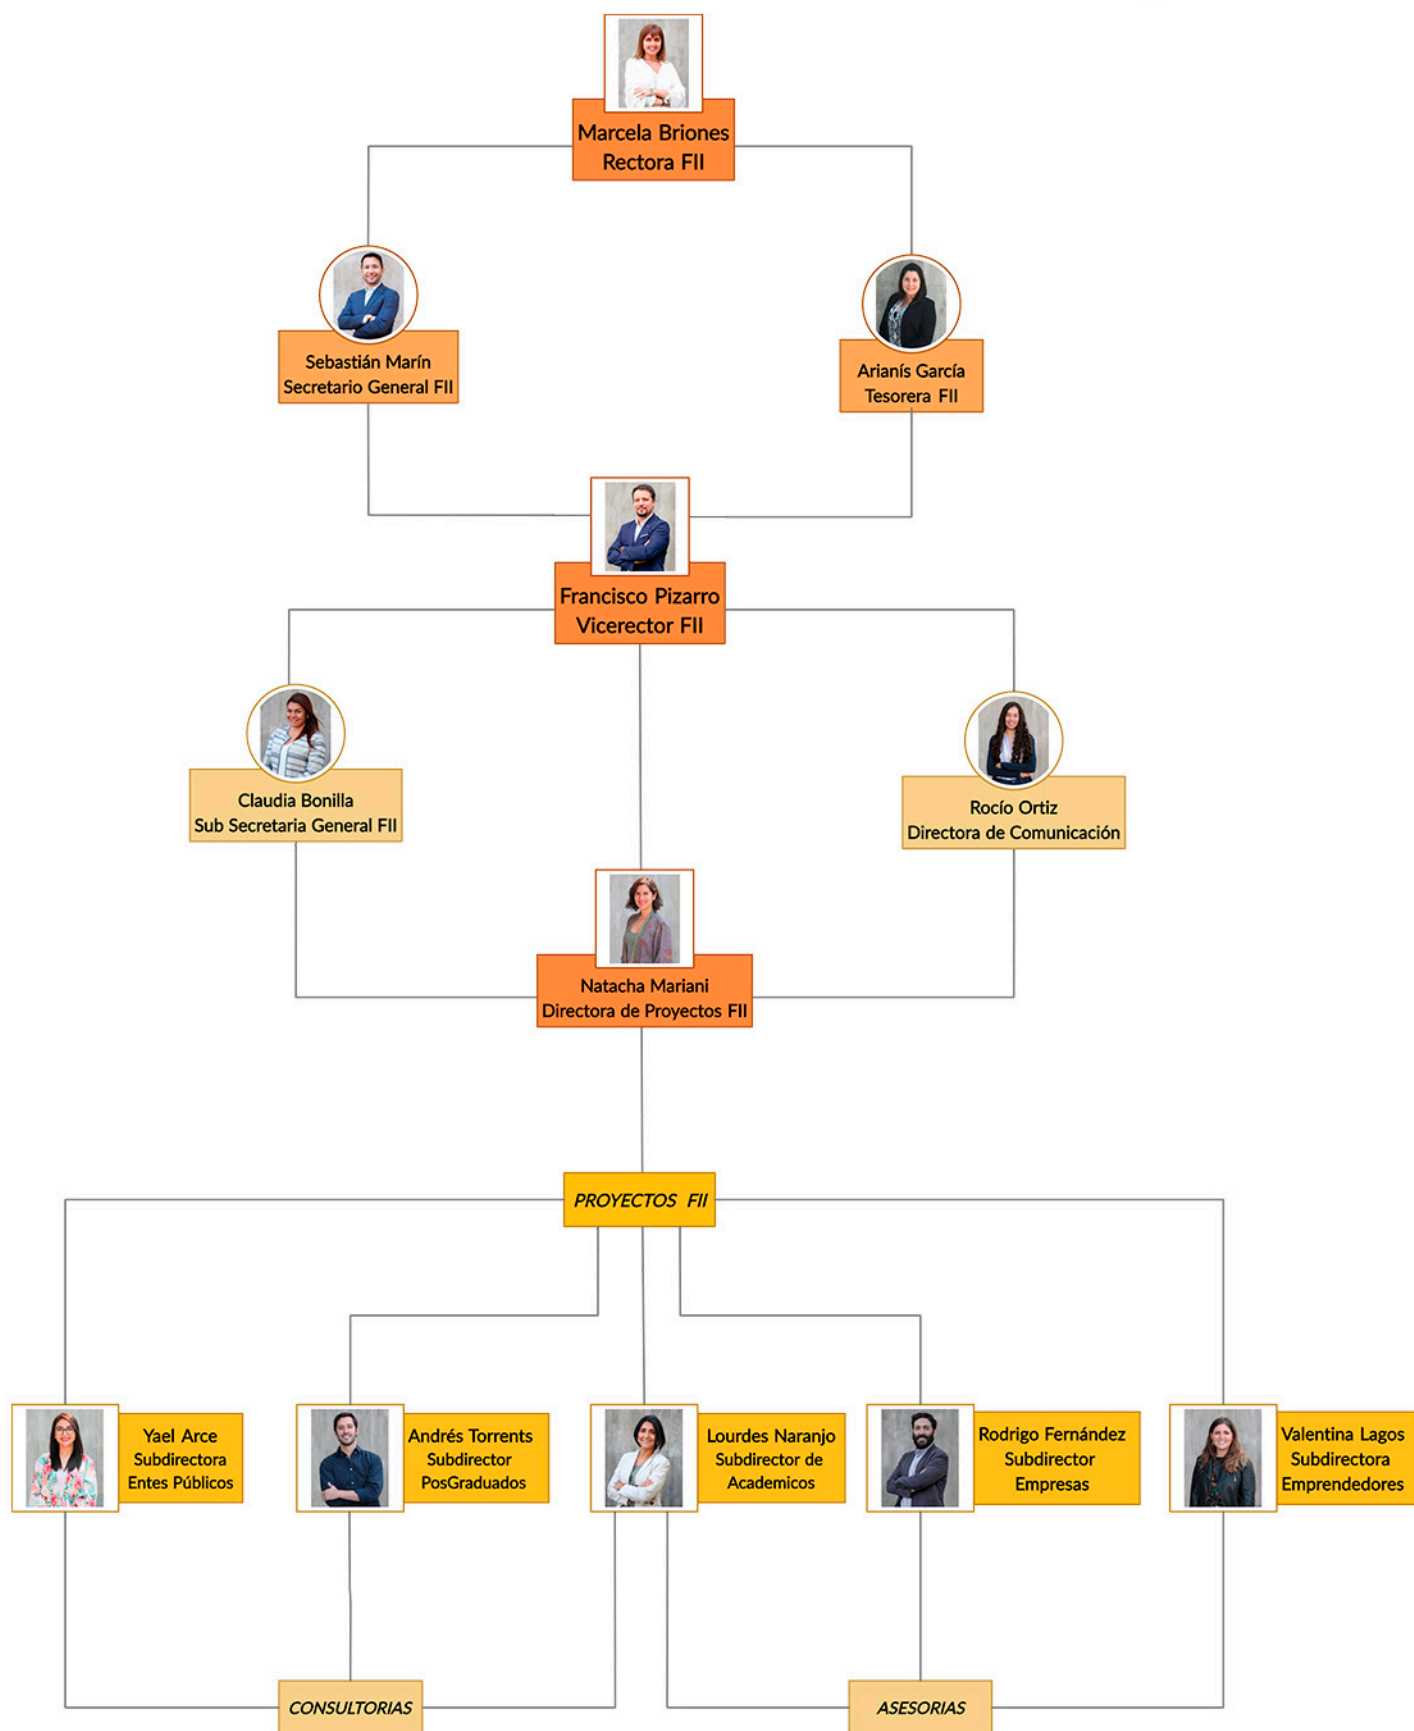 Marcela Briones
Rectora FII
Sebastián Marín
Secretario General FII
Arianís García
Tesorera FII
Francisco Pizarro
Vicerector FII
Claudia Bonilla
Sub Secretaria General FII
Rocío Ortiz
Directora de Comunicación
Natacha Mariani
Directora de Proyectos FII
PROYECTOS FII
Yael Arce
Subdirectora
Entes Públicos
Andrés Torrents
Subdirector
PosGraduados
Lourdes Naranjo
Subdirector de
Academicos
Rodrigo Fernández
Subdirector
Empresas
Valentina Lagos
Subdirectora
Emprendedores
CONSULTORIAS
ASESORIAS